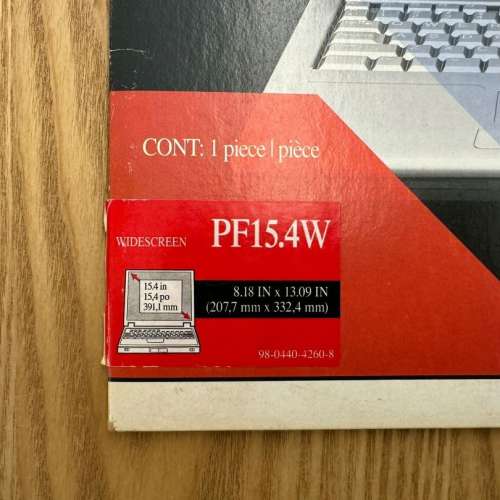 CONT: 1 piece | pièce
WIDESCREEN
PF15.4W
15.4 in
15,4 po
391,1 mm
8.18 IN x 13.09 IN
(207,7 mm x 332,4 mm)
98-0440-4260-8